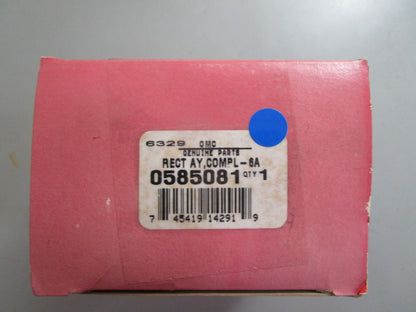 6329 OMC
GENUINE PARTS
RECT AY,COMPL-6A
0585081 QTY 1
7 45419 14291 9